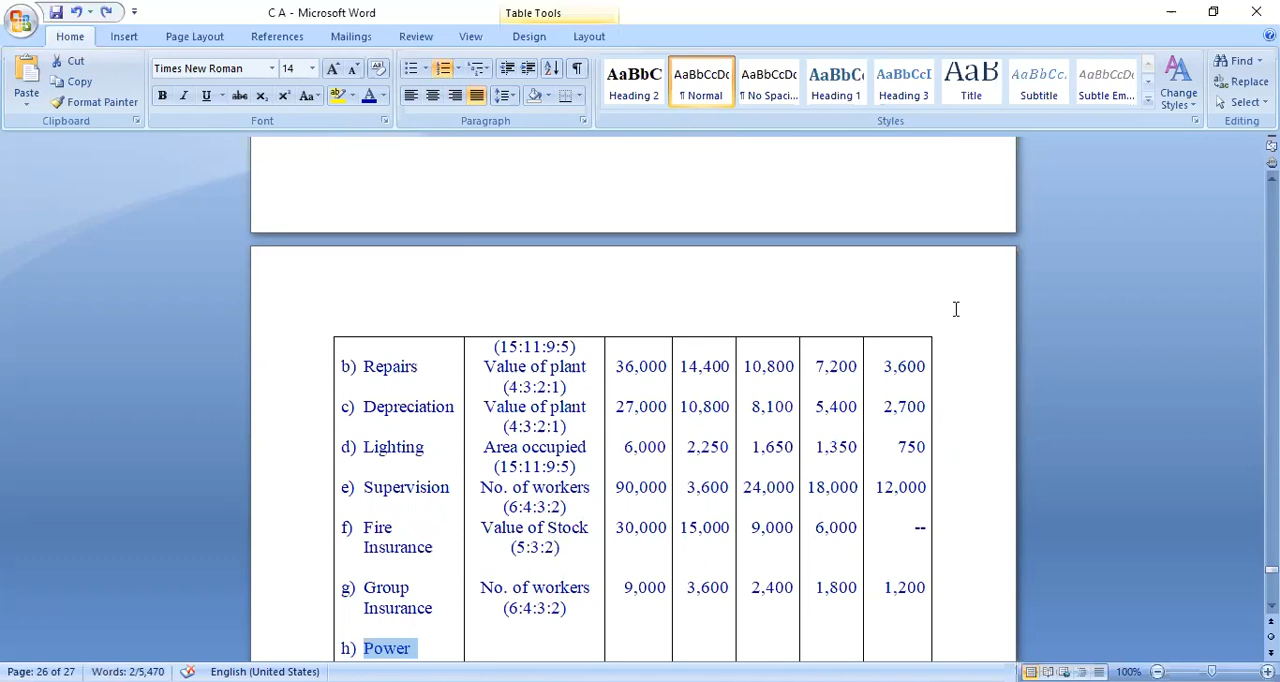 C A - Microsoft Word
Table Tools
Home Insert Page Layout References Mailings Review View Design Layout
Paste
Cut
Copy
Format Painter
Clipboard
Times New Roman 14
Font
Paragraph
AaBbC AaBbCcDc AaBbCcDc AaBbCc AaBbCcI AaB AaBbCc. AaBbCcDc
Heading 2 ¶ Normal ¶ No Spaci... Heading 1 Heading 3 Title Subtitle Subtle Em...
Change Styles
Styles
Find
Replace
Select
Editing
(15:11:9:5)
b) Repairs Value of plant 36,000 14,400 10,800 7,200 3,600
(4:3:2:1)
c) Depreciation Value of plant 27,000 10,800 8,100 5,400 2,700
(4:3:2:1)
d) Lighting Area occupied 6,000 2,250 1,650 1,350 750
(15:11:9:5)
e) Supervision No. of workers 90,000 3,600 24,000 18,000 12,000
(6:4:3:2)
f) Fire Value of Stock 30,000 15,000 9,000 6,000 --
Insurance (5:3:2)
g) Group No. of workers 9,000 3,600 2,400 1,800 1,200
Insurance (6:4:3:2)
h) Power
Page: 26 of 27 Words: 2/5,470 English (United States) 100%